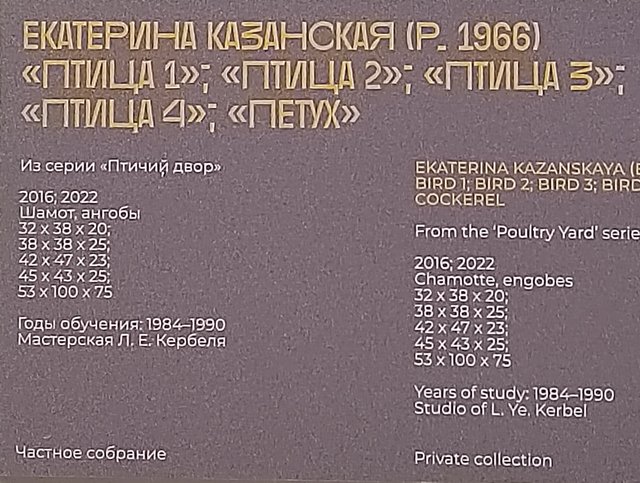 ЕКАТЕРИНА КАЗАНСКАЯ (Р. 1966)
«ПТИЦА 1»; «ПТИЦА 2»; «ПТИЦА 3»;
«ПТИЦА 4»; «ПЕТУХ»
Из серии «Птичий двор»
2016; 2022
Шамот, ангобы
32 x 38 x 20;
38 x 38 x 25;
42 x 47 x 23;
45 x 43 x 25;
53 x 100 x 75
Годы обучения: 1984–1990
Мастерская Л. Е. Кербеля
Частное собрание
EKATERINA KAZANSKAYA
BIRD 1; BIRD 2; BIRD 3; BIRD
COCKEREL
From the ‘Poultry Yard’ serie
2016; 2022
Chamotte, engobes
32 x 38 x 20;
38 x 38 x 25;
42 x 47 x 23;
45 x 43 x 25;
53 x 100 x 75
Years of study: 1984–1990
Studio of L. Ye. Kerbel
Private collection